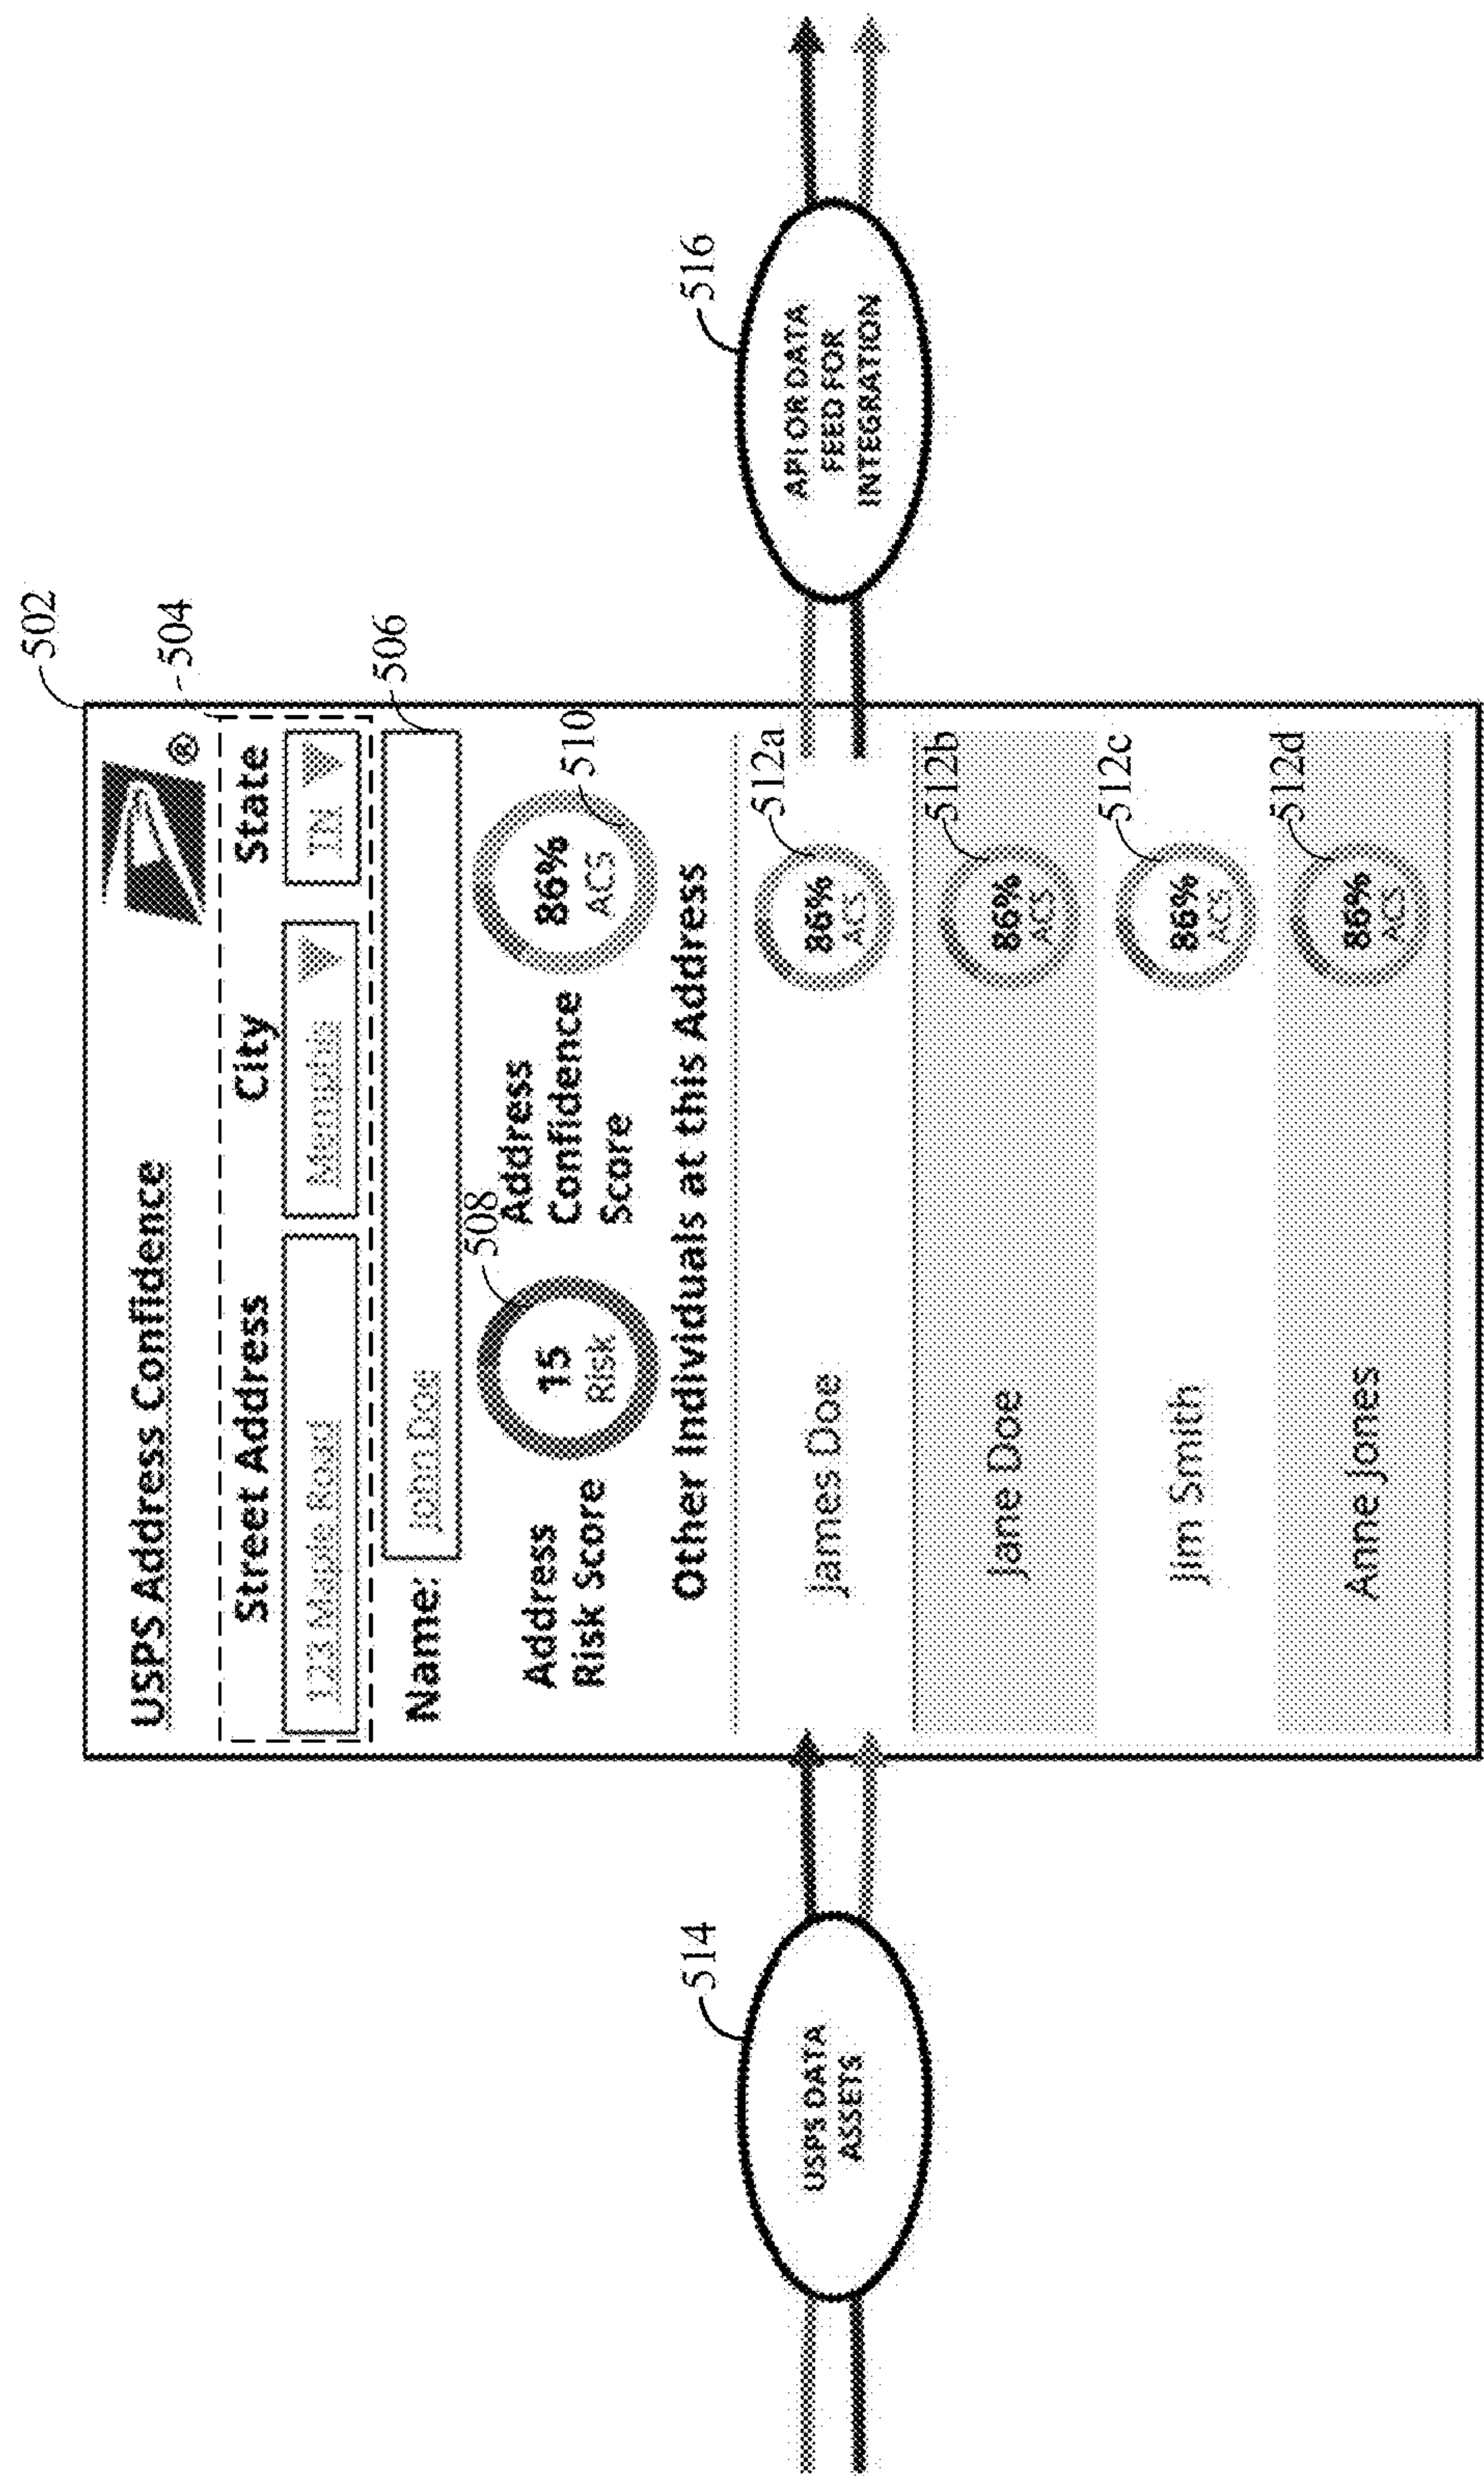 502
USPS Address Confidence
®
504
Street Address City State
123 Maple Road Memphis TN
506
Name: John Doe
508
510
Address
Risk Score
15
Risk
Address
Confidence
Score
86%
ACS
Other Individuals at this Address
James Doe
86%
ACS
512a
Jane Doe
86%
ACS
512b
Jim Smith
86%
ACS
512c
Anne Jones
86%
ACS
512d
514
USPS DATA
ASSETS
516
API OR DATA
FEED FOR
INTEGRATION